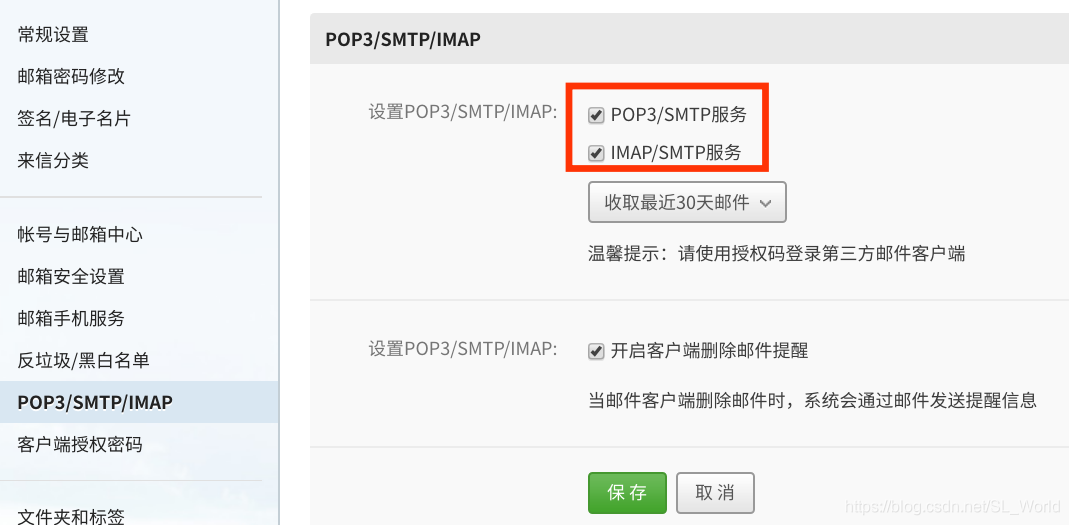 常规设置
邮箱密码修改
签名/电子名片
来信分类
帐号与邮箱中心
邮箱安全设置
邮箱手机服务
反垃圾/黑白名单
POP3/SMTP/IMAP
客户端授权密码
文件夹和标签
POP3/SMTP/IMAP
设置POP3/SMTP/IMAP:
POP3/SMTP服务
IMAP/SMTP服务
收取最近30天邮件
温馨提示：请使用授权码登录第三方邮件客户端
设置POP3/SMTP/IMAP:
开启客户端删除邮件提醒
当邮件客户端删除邮件时，系统会通过邮件发送提醒信息
保 存
取 消
https://blog.csdn.net/SL_World